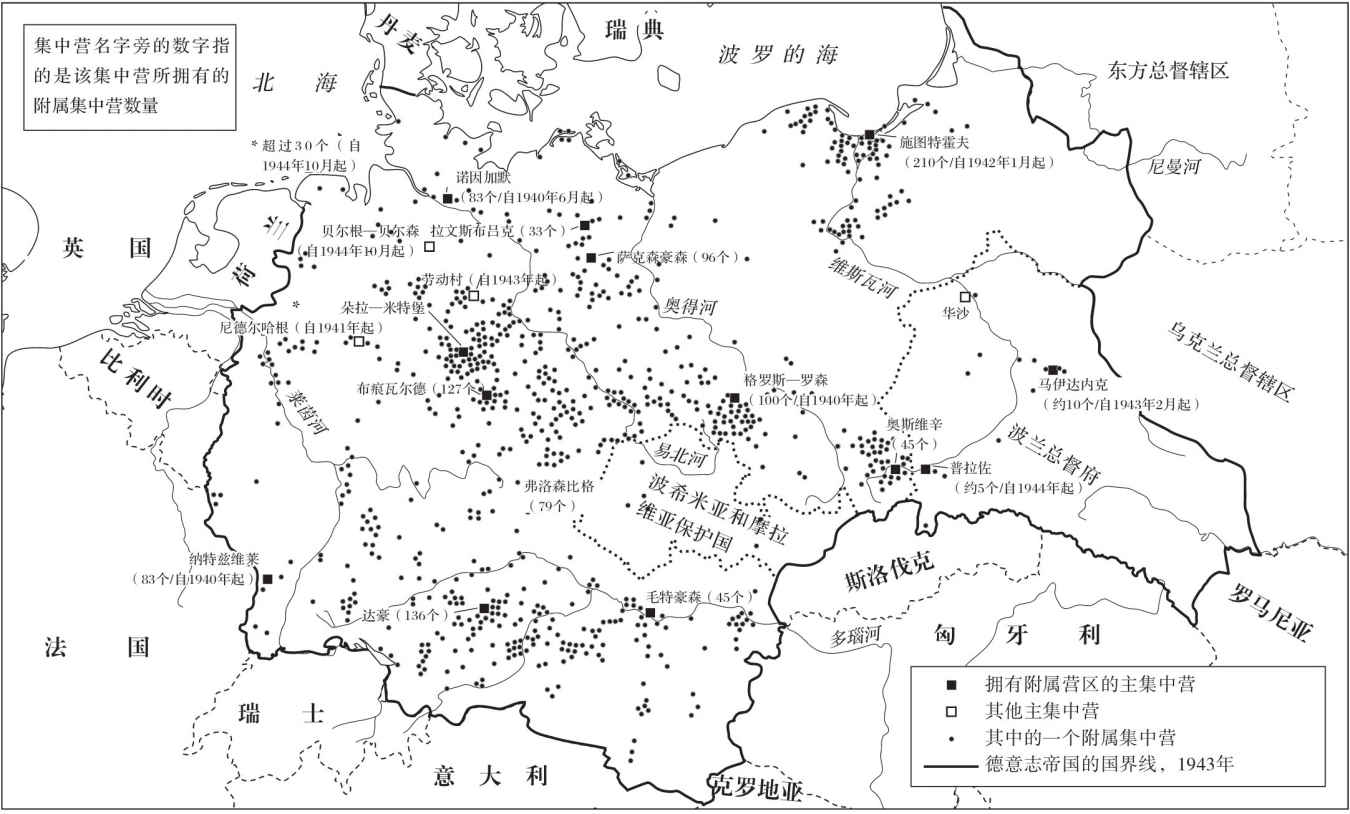 集中营名字旁的数字指
的是该集中营所拥有的
附属集中营数量
丹麦
瑞典
波罗的海
北海
东方总督辖区
*超过30个（自
1944年10月起）
施图特霍夫
（210个/自1942年1月起）
尼曼河
诺因加默
（83个/自1940年6月起）
英国
荷兰
贝尔根—贝尔森
（自1944年10月起）
拉文斯布吕克（33个）
萨克森豪森（96个）
维斯瓦河
劳动村（自1943年起）
*
朵拉—米特堡
奥得河
华沙
尼德尔哈根（自1941年起）
乌克兰总督辖区
比利时
布痕瓦尔德（127个）
格罗斯—罗森
（100个/自1940年起）
马伊达内克
（约10个/自1943年2月起）
莱茵河
奥斯维辛
（45个）
波兰总督府
易北河
普拉佐
（约5个/自1944年起）
弗洛森比格
（79个）
波希米亚和摩拉
维亚保护国
纳特兹维莱
（83个/自1940年起）
斯洛伐克
罗马尼亚
达豪（136个）
毛特豪森（45个）
多瑙河
匈牙利
法国
瑞士
意大利
克罗地亚
拥有附属营区的主集中营
其他主集中营
其中的一个附属集中营
德意志帝国的国界线，1943年